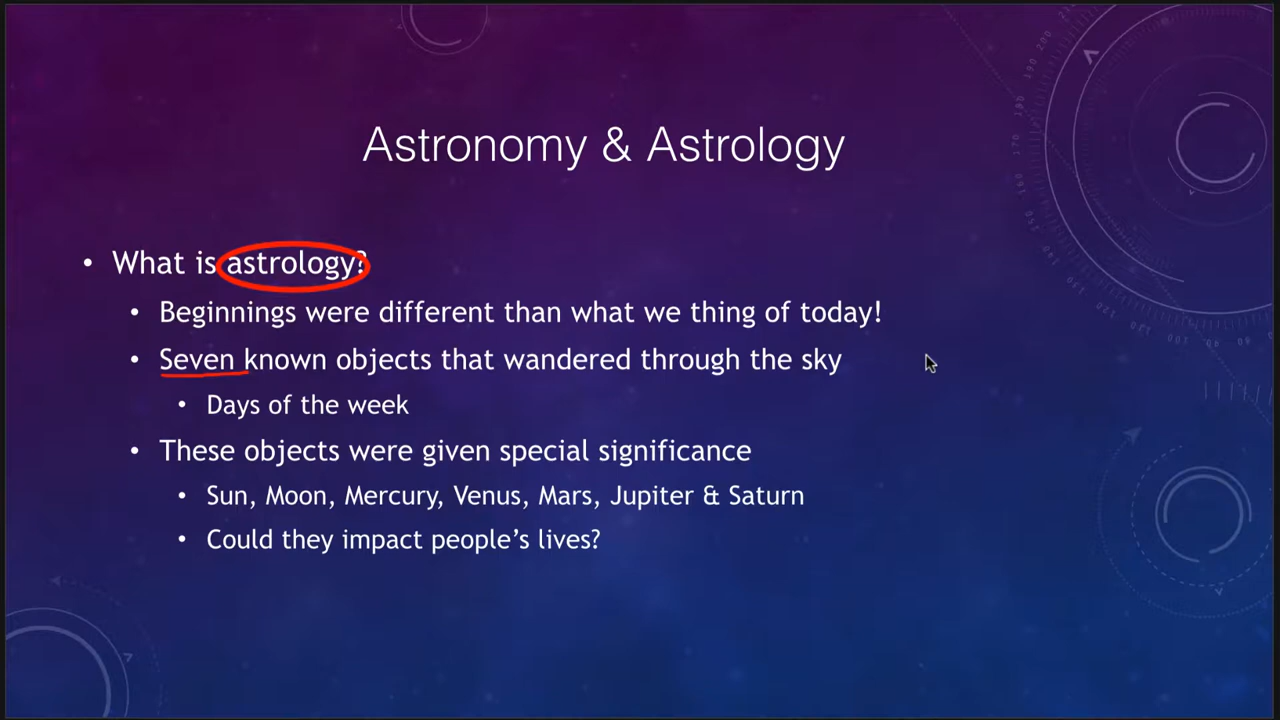 Astronomy & Astrology
• What is astrology?
• Beginnings were different than what we thing of today!
• Seven known objects that wandered through the sky
• Days of the week
• These objects were given special significance
• Sun, Moon, Mercury, Venus, Mars, Jupiter & Saturn
• Could they impact people’s lives?